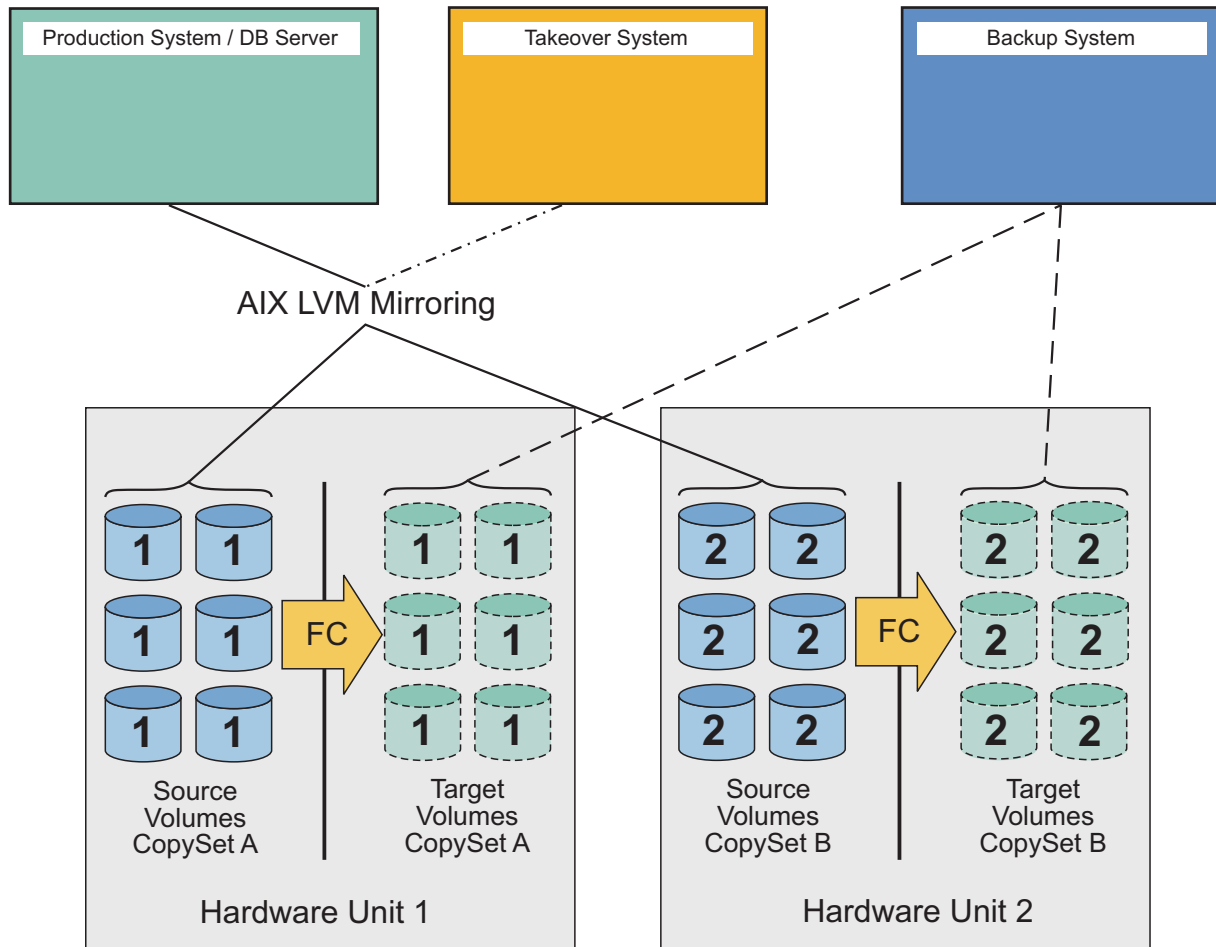 Production System / DB Server
Takeover System
Backup System
AIX LVM Mirroring
1 1 1 1 2 2 2 2
1 1 FC 1 1 2 2 FC 2 2
1 1 1 1 2 2 2 2
Source
Volumes
CopySet A
Target
Volumes
CopySet A
Source
Volumes
CopySet B
Target
Volumes
CopySet B
Hardware Unit 1
Hardware Unit 2